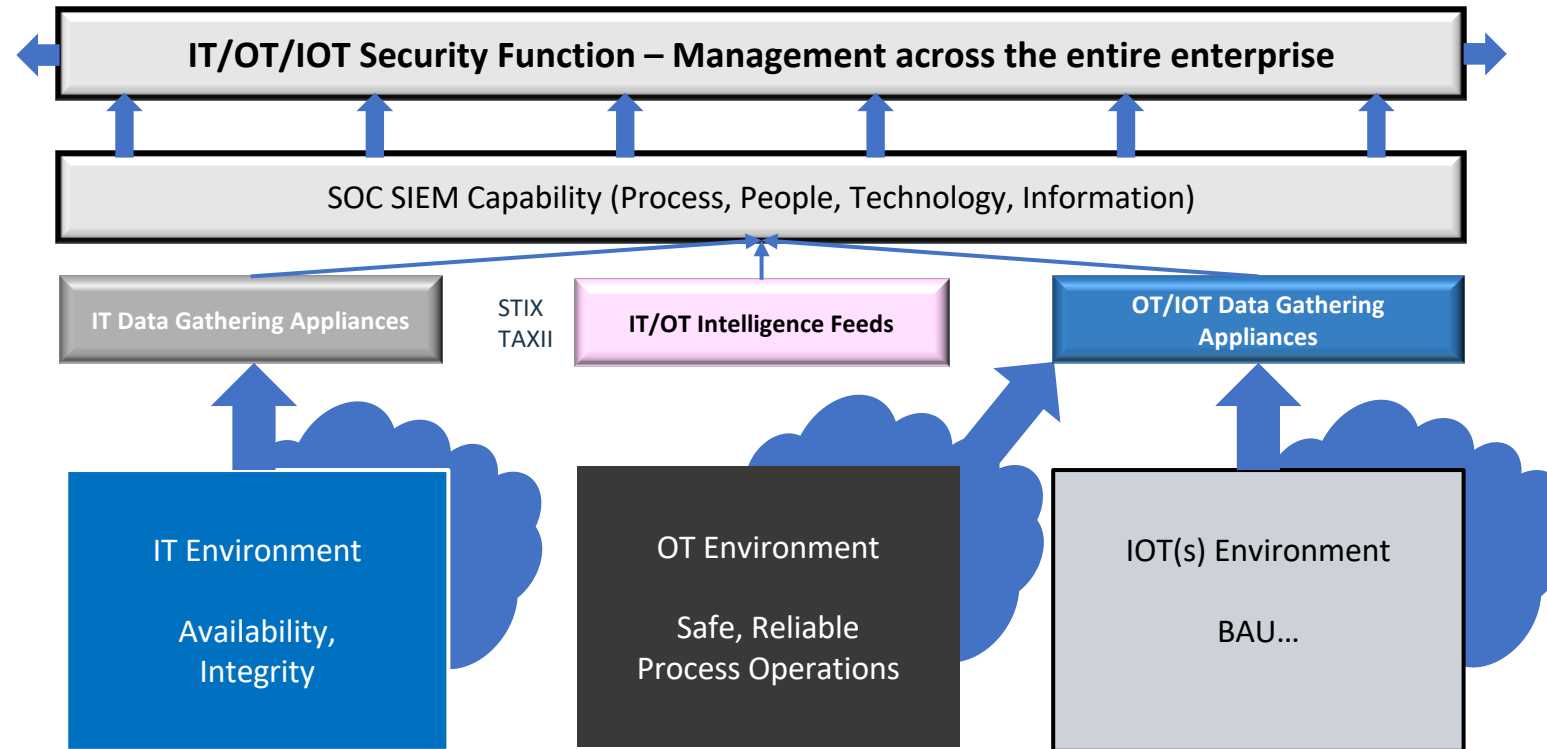 IT/OT/IOT Security Function – Management across the entire enterprise
SOC SIEM Capability (Process, People, Technology, Information)
IT Data Gathering Appliances
STIX
TAXII
IT/OT Intelligence Feeds
OT/IOT Data Gathering
Appliances
IT Environment
Availability,
Integrity
OT Environment
Safe, Reliable
Process Operations
IOT(s) Environment
BAU…